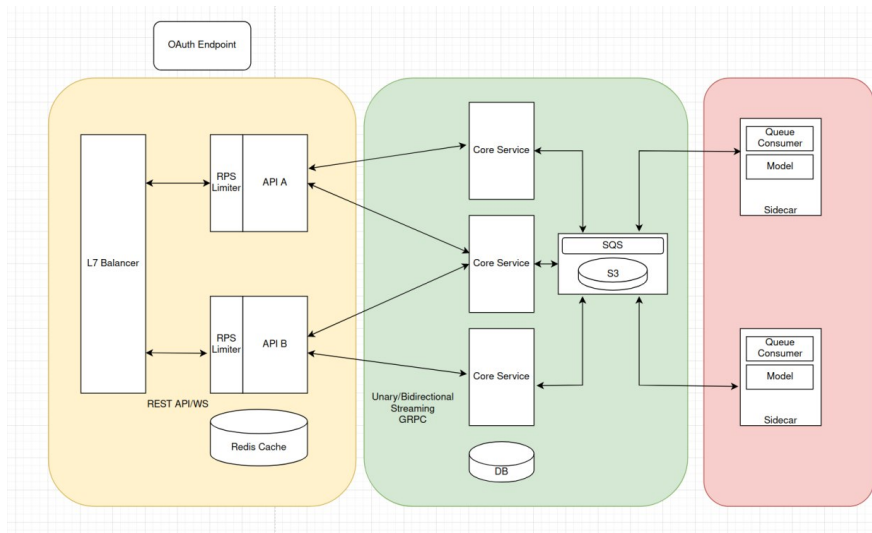 OAuth Endpoint
L7 Balancer
RPS
Limiter
API A
RPS
Limiter
API B
REST API/WS
Redis Cache
Core Service
Core Service
Core Service
Unary/Bidirectional
Streaming
GRPC
DB
SQS
S3
Queue
Consumer
Model
Sidecar
Queue
Consumer
Model
Sidecar